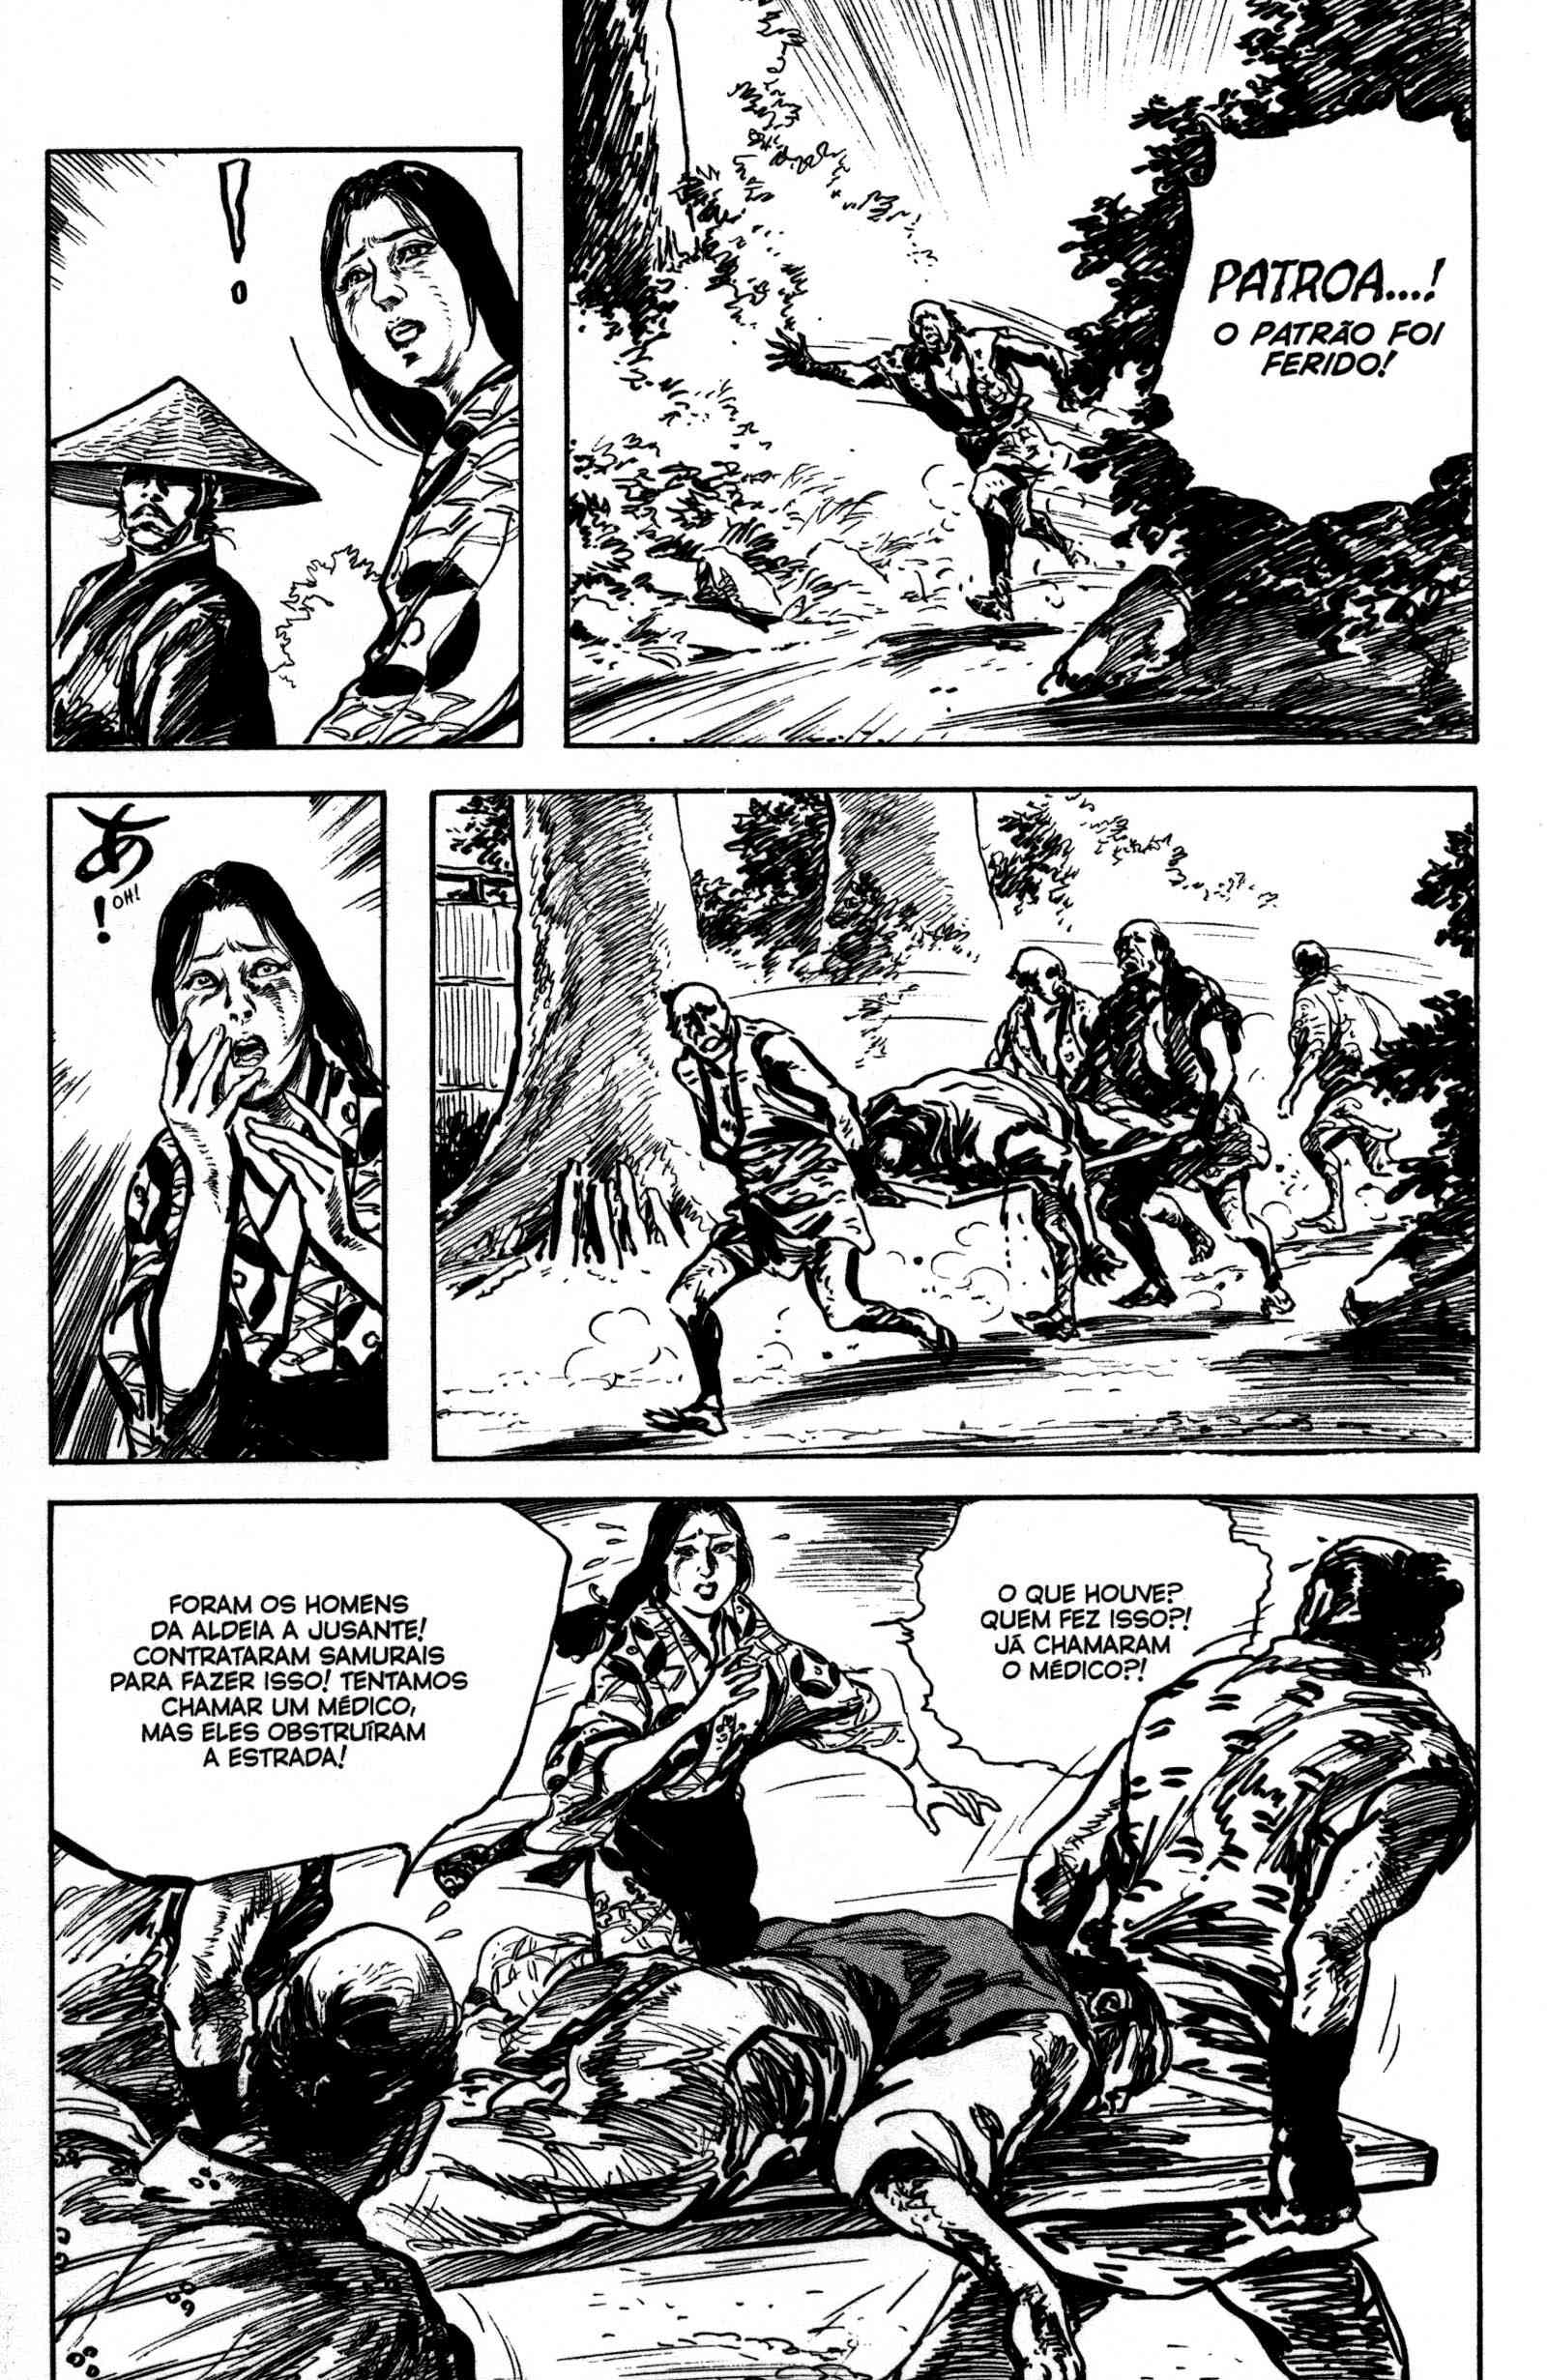 PATROA...!
O PATRÃO FOI
FERIDO!
!
あ
!
OH!
O QUE HOUVE?
QUEM FEZ ISSO?!
JÁ CHAMARAM
O MÉDICO?!
FORAM OS HOMENS
DA ALDEIA A JUSANTE!
CONTRATARAM SAMURAIS
PARA FAZER ISSO! TENTAMOS
CHAMAR UM MÉDICO,
MAS ELES OBSTRUÍRAM
A ESTRADA!